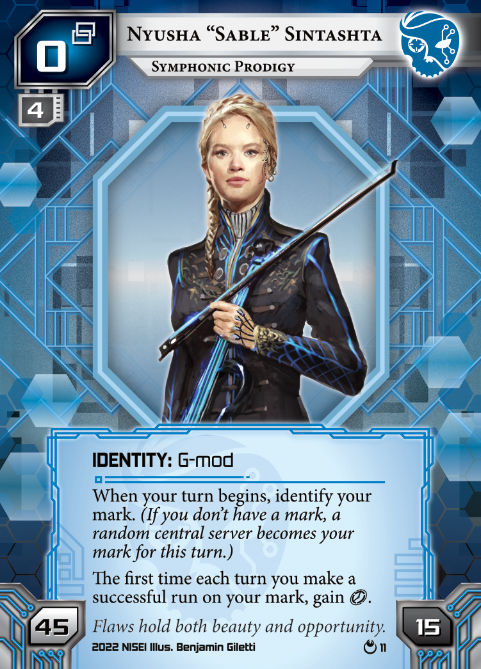 0
NYUSHA “SABLE” SINTASHTA
SYMPHONIC PRODIGY
4
IDENTITY: G-mod
When your turn begins, identify your
mark. (If you don’t have a mark, a
random central server becomes your
mark for this turn.)
The first time each turn you make a
successful run on your mark, gain .
Flaws hold both beauty and opportunity.
45
2022 NISEI Illus. Benjamin Giletti
11
15